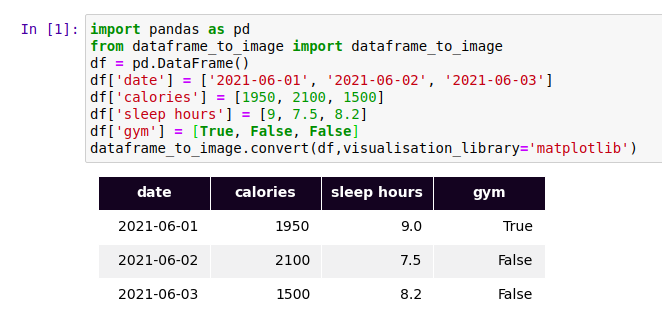 In [1]: import pandas as pd
from dataframe_to_image import dataframe_to_image
df = pd.DataFrame()
df['date'] = ['2021-06-01', '2021-06-02', '2021-06-03']
df['calories'] = [1950, 2100, 1500]
df['sleep hours'] = [9, 7.5, 8.2]
df['gym'] = [True, False, False]
dataframe_to_image.convert(df,visualisation_library='matplotlib')
date calories sleep hours gym
2021-06-01 1950 9.0 True
2021-06-02 2100 7.5 False
2021-06-03 1500 8.2 False